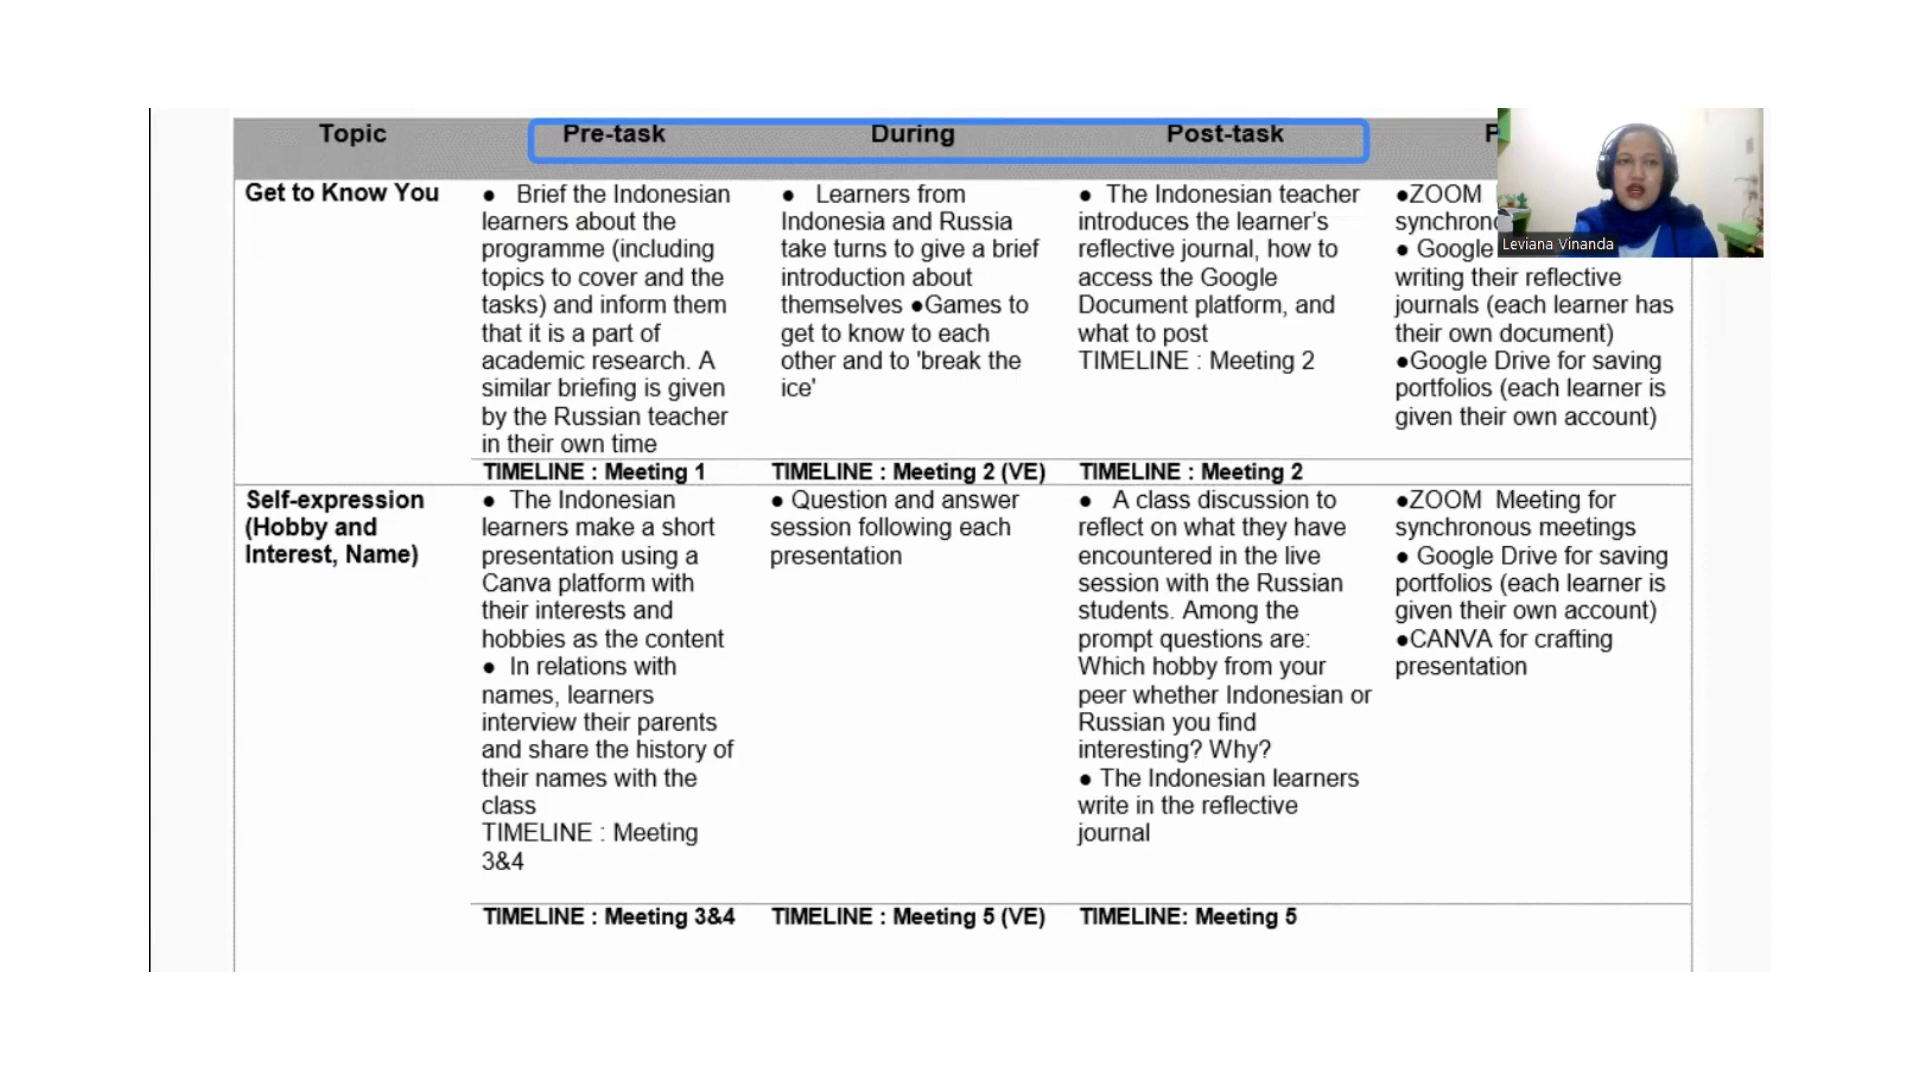 Topic
Pre-task
During
Post-task
Get to Know You
● Brief the Indonesian
learners about the
programme (including
topics to cover and the
tasks) and inform them
that it is a part of
academic research. A
similar briefing is given
by the Russian teacher
in their own time
● Learners from
Indonesia and Russia
take turns to give a brief
introduction about
themselves ●Games to
get to know to each
other and to 'break the
ice'
● The Indonesian teacher
introduces the learner's
reflective journal, how to
access the Google
Document platform, and
what to post
TIMELINE : Meeting 2
●ZOOM
● Google
writing their reflective
journals (each learner has
their own document)
●Google Drive for saving
portfolios (each learner is
given their own account)
Leviana Vinanda
TIMELINE : Meeting 1
TIMELINE : Meeting 2 (VE)
TIMELINE : Meeting 2
Self-expression
(Hobby and
Interest, Name)
● The Indonesian
learners make a short
presentation using a
Canva platform with
their interests and
hobbies as the content
● In relations with
names, learners
interview their parents
and share the history of
their names with the
class
TIMELINE : Meeting
3&4
● Question and answer
session following each
presentation
● A class discussion to
reflect on what they have
encountered in the live
session with the Russian
students. Among the
prompt questions are:
Which hobby from your
peer whether Indonesian or
Russian you find
interesting? Why?
● The Indonesian learners
write in the reflective
journal
●ZOOM Meeting for
synchronous meetings
● Google Drive for saving
portfolios (each learner is
given their own account)
●CANVA for crafting
presentation
TIMELINE : Meeting 3&4
TIMELINE : Meeting 5 (VE)
TIMELINE: Meeting 5